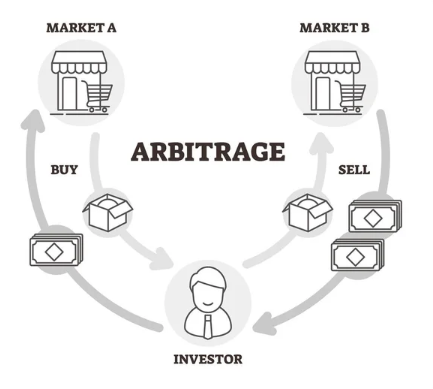 MARKET A
MARKET B
ARBITRAGE
BUY
SELL
INVESTOR